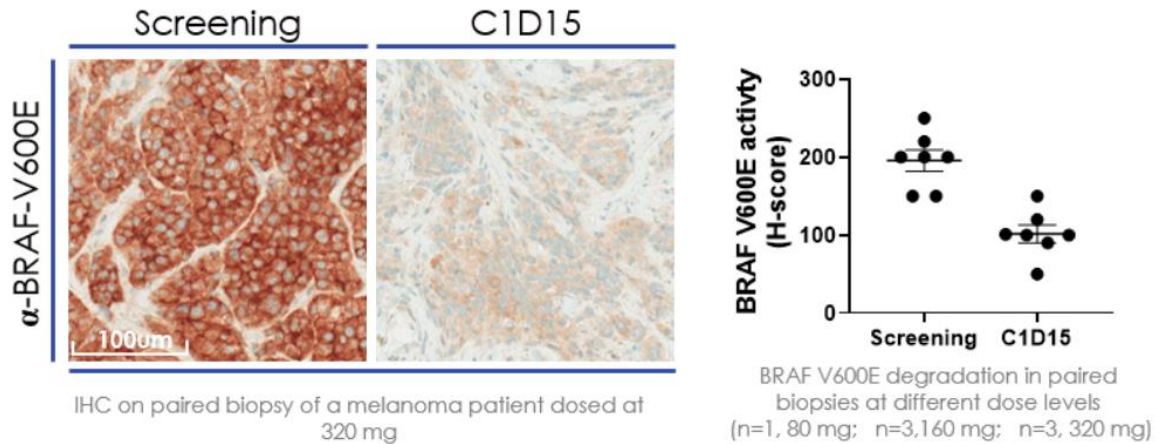 Screening
C1D15
α-BRAF-V600E
100um
IHC on paired biopsy of a melanoma patient dosed at
320 mg
BRAF V600E activty
(H-score)
300
200
100
0
Screening
C1D15
BRAF V600E degradation in paired
biopsies at different dose levels
(n=1, 80 mg; n=3,160 mg; n=3, 320 mg)